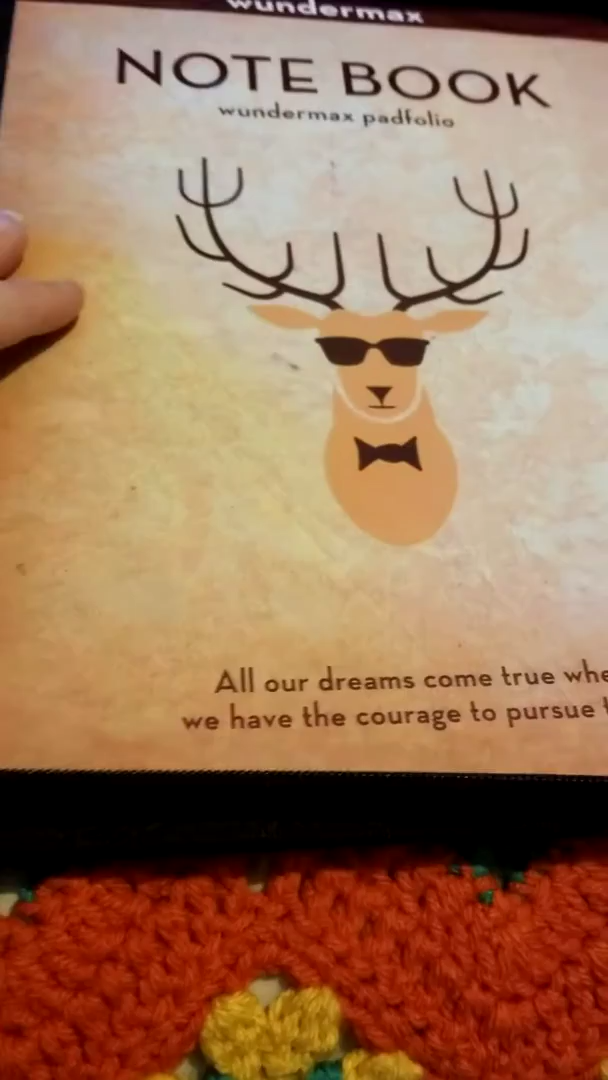 wundermax
NOTE BOOK
wundermax padfolio
All our dreams come true whe
we have the courage to pursue t